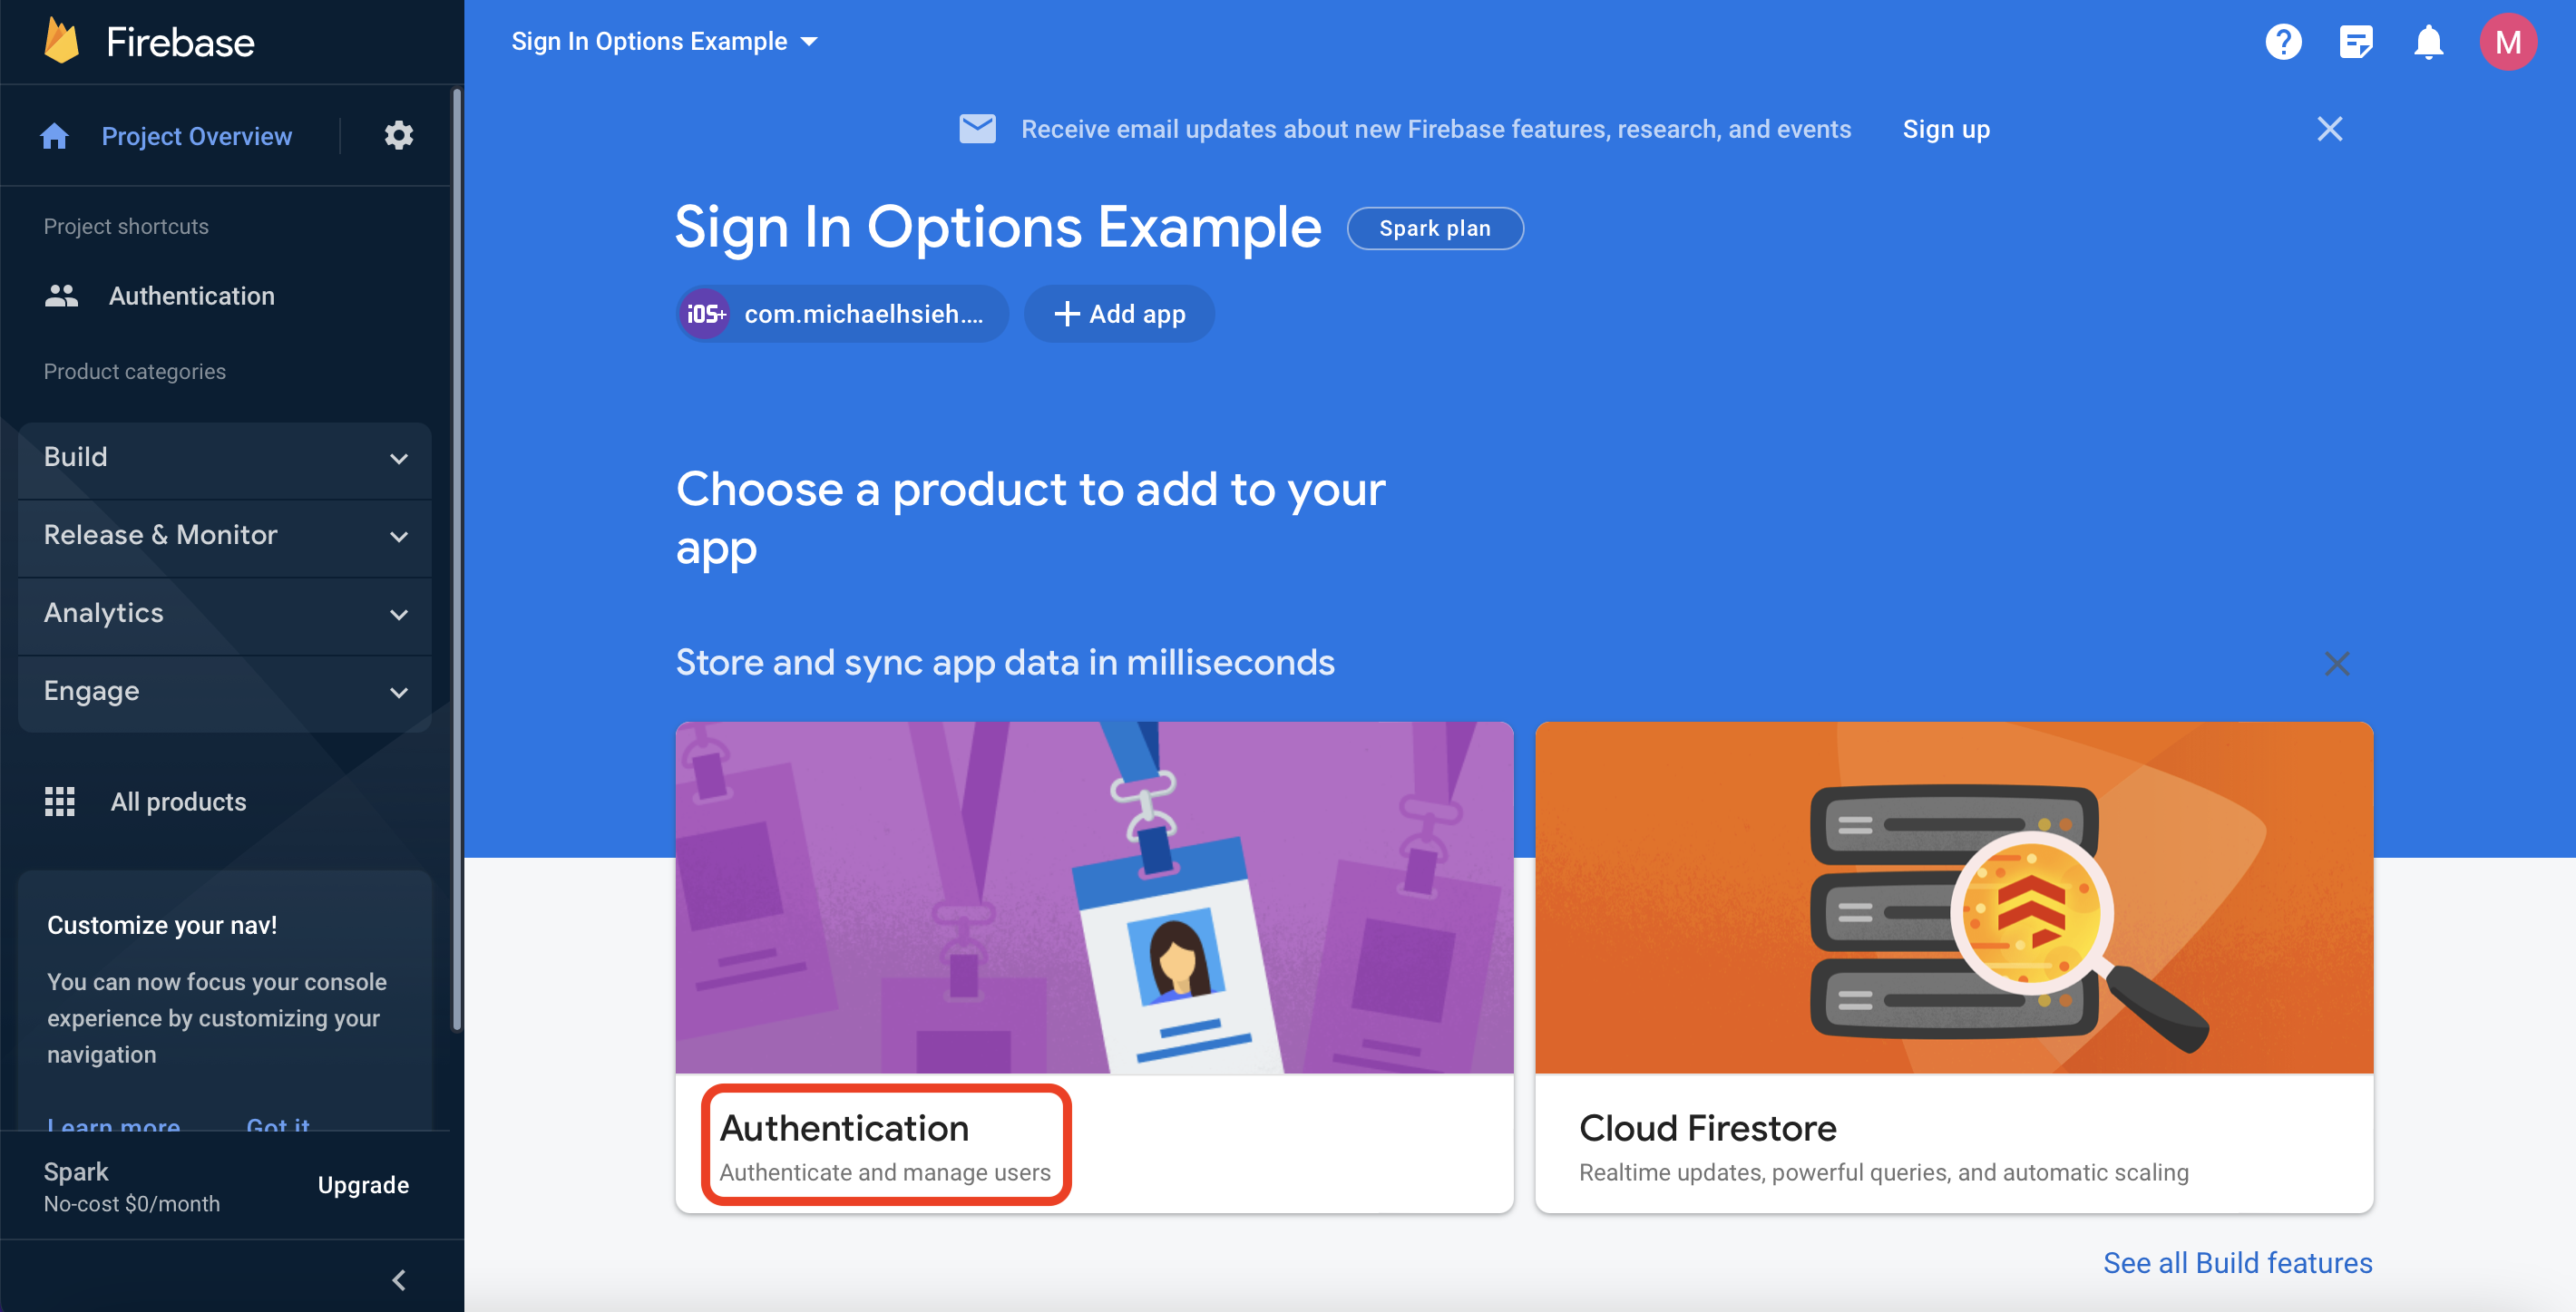 Firebase
Project Overview
Project shortcuts
Authentication
Product categories
Build
Release & Monitor
Analytics
Engage
All products
Customize your nav!
You can now focus your console
experience by customizing your
navigation
Learn more Got it
Spark
No-cost $0/month
Upgrade
Sign In Options Example
M
Receive email updates about new Firebase features, research, and events Sign up
Sign In Options Example Spark plan
iOS+ com.michaelhsieh.... + Add app
Choose a product to add to your
app
Store and sync app data in milliseconds
Authentication
Authenticate and manage users
Cloud Firestore
Realtime updates, powerful queries, and automatic scaling
See all Build features